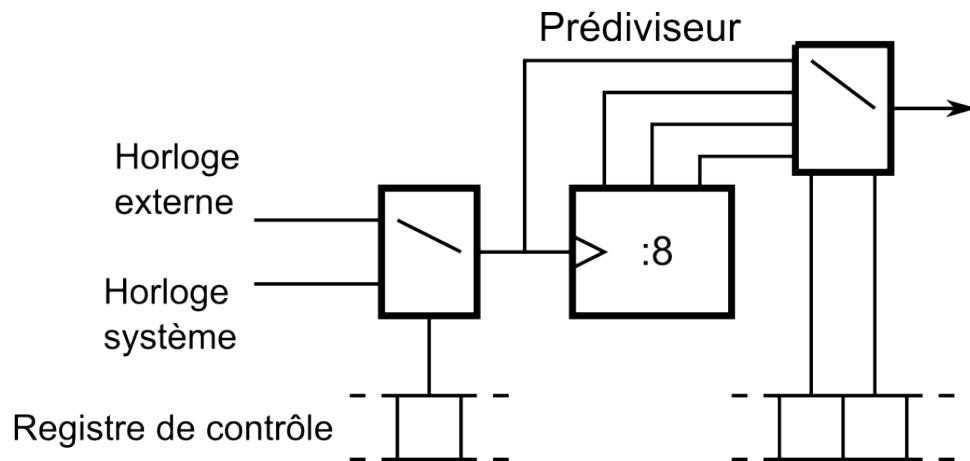 Prédiviseur
Horloge
externe
:8
Horloge
système
Registre de contrôle